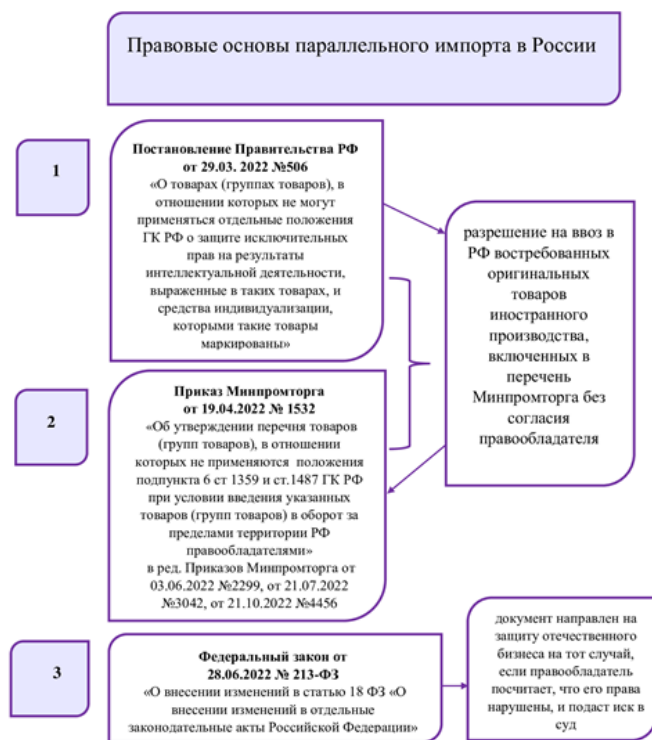 Правовые основы параллельного импорта в России
1
Постановление Правительства РФ
от 29.03. 2022 №506
«О товарах (группах товаров), в
отношении которых не могут
применяться отдельные положения
ГК РФ о защите исключительных
прав на результаты
интеллектуальной деятельности,
выраженные в таких товарах, и
средства индивидуализации,
которыми такие товары
маркированы»
разрешение на ввоз в
РФ востребованных
оригинальных
товаров
иностранного
производства,
включенных в
перечень
Минпромторга без
согласия
правообладателя
2
Приказ Минпромторга
от 19.04.2022 № 1532
«Об утверждении перечня товаров
(групп товаров), в отношении
которых не применяются положения
подпункта 6 ст 1359 и ст.1487 ГК РФ
при условии введения указанных
товаров (групп товаров) в оборот за
пределами территории РФ
правообладателями»
в ред. Приказов Минпромторга от
03.06.2022 №2299, от 21.07.2022
№3042, от 21.10.2022 №4456
3
Федеральный закон от
28.06.2022 № 213-ФЗ
«О внесении изменений в статью 18 ФЗ «О
внесении изменений в отдельные
законодательные акты Российской Федерации»
документ направлен на
защиту отечественного
бизнеса на тот случай,
если правообладатель
посчитает, что его права
нарушены, и подаст иск в
суд